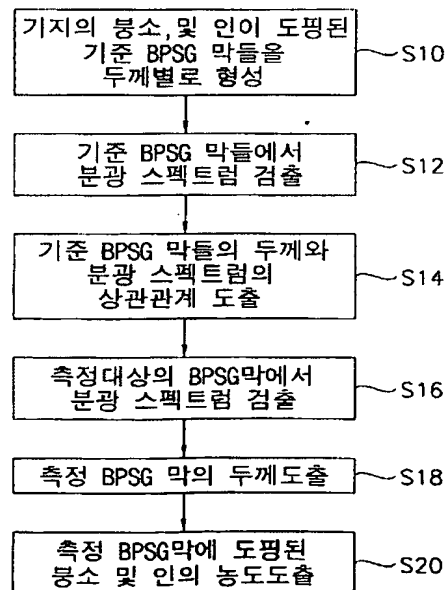 기지의 붕소,및 인이 도핑된
기준 BPSG 막들올
두께별로 형성
S10
기준 BPSG 막들에서
분광 스펙트럼 검출
S12
기준 BPSG 막들의 두께와
분광 스펙트럼의
상관관계 도출
S14
측정대상의 BPSG막에서
분광 스펙트럼 검출
S16
측정 BPSG 막의 두께도출
S18
측정 BPSG막에 도핑된
붕소 및 인의 농도도출
S20